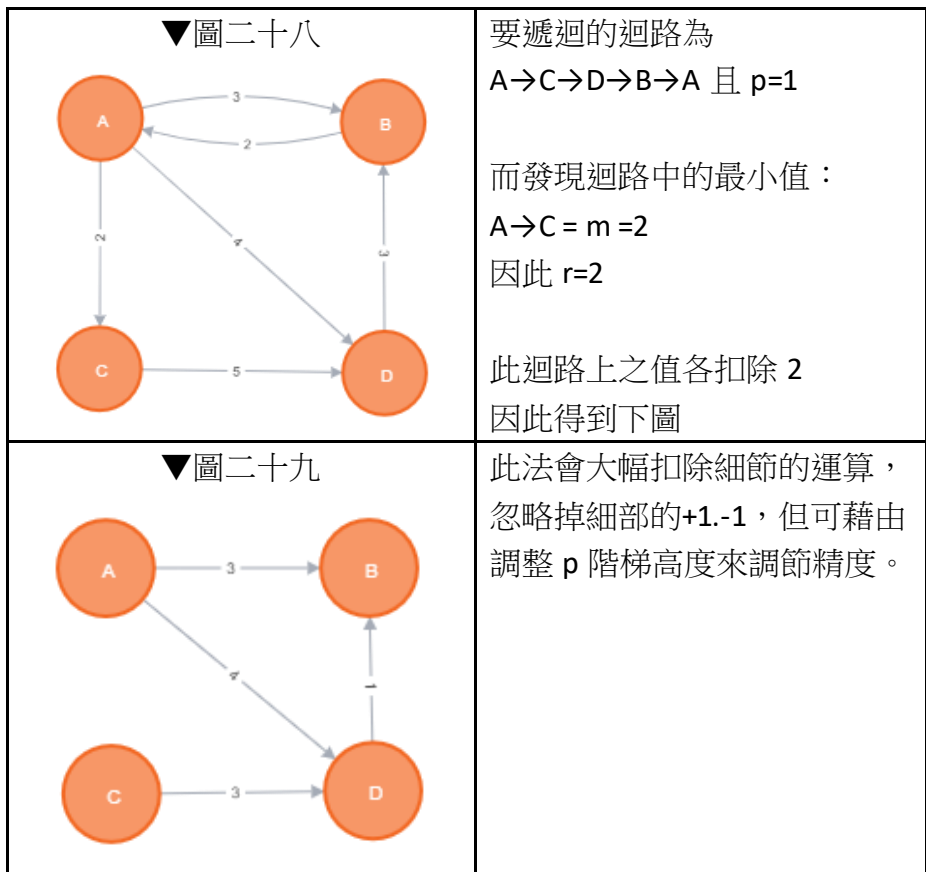 ▼圖二十八
A
B
C
D
3
2
2
4
3
5
要遞迴的迴路為
A→C→D→B→A 且 p=1
而發現迴路中的最小值：
A→C = m =2
因此 r=2
此迴路上之值各扣除 2
因此得到下圖
▼圖二十九
A
B
C
D
3
4
1
3
此法會大幅扣除細節的運算，
忽略掉細部的+1.-1，但可藉由
調整 p 階梯高度來調節精度。